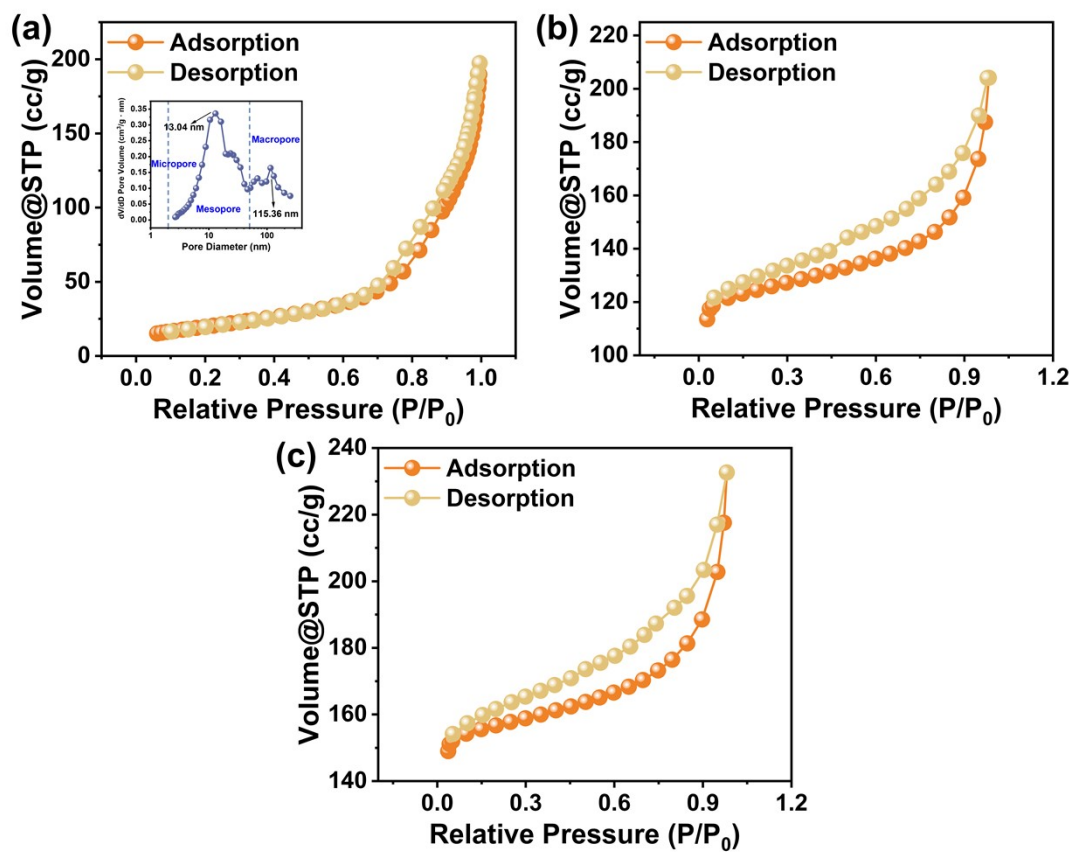 (a)
Adsorption
Desorption
200
150
100
50
0
Volume@STP (cc/g)
0.0 0.2 0.4 0.6 0.8 1.0
Relative Pressure (P/P₀)
0.35
0.30
0.25
0.20
0.15
0.10
0.05
0.00
dV/dD Pore Volume (cm³/g · nm)
13.04 nm
Macropore
Micropore
Mesopore
115.36 nm
1 10 100
Pore Diameter (nm)
(b)
Adsorption
Desorption
220
200
180
160
140
120
100
Volume@STP (cc/g)
0.0 0.3 0.6 0.9 1.2
Relative Pressure (P/P₀)
(c)
Adsorption
Desorption
240
220
200
180
160
140
Volume@STP (cc/g)
0.0 0.3 0.6 0.9 1.2
Relative Pressure (P/P₀)